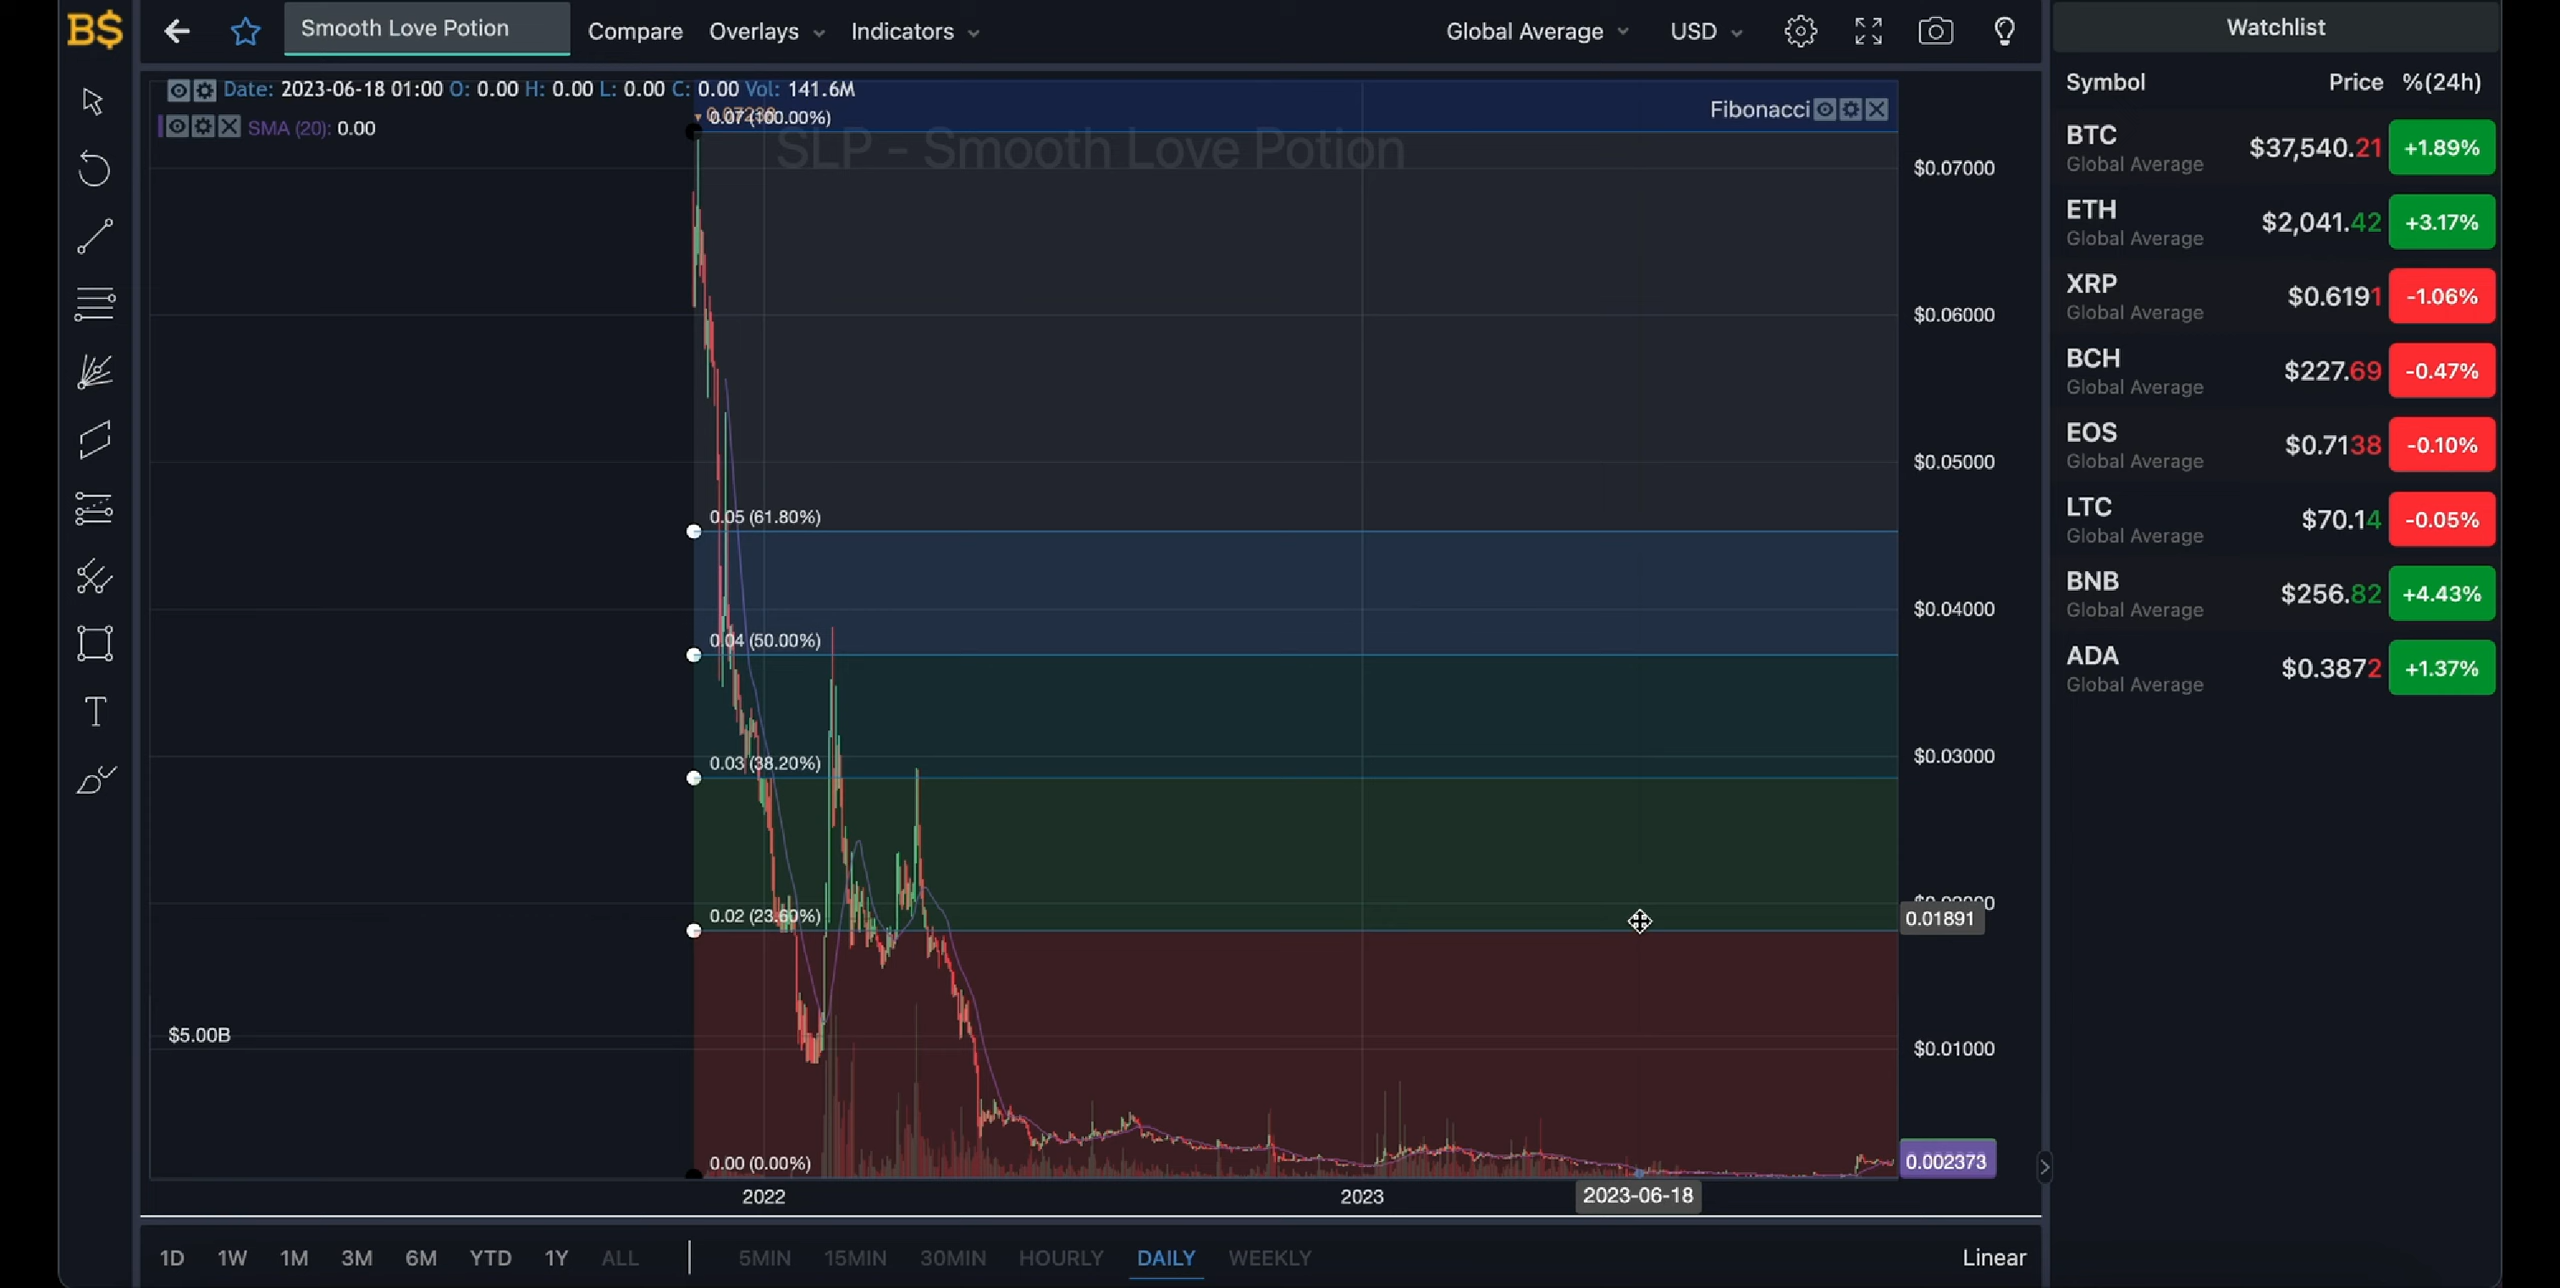 B$
Smooth Love Potion
Compare
Overlays
Indicators
Global Average
USD
Watchlist
Symbol Price %(24h)
Date: 2023-06-18 01:00 O: 0.00 H: 0.00 L: 0.00 C: 0.00 Vol: 141.6M
SMA (20): 0.00
Fibonacci
0.07 (100.00%)
SLP - Smooth Love Potion
0.05 (61.80%)
0.04 (50.00%)
0.03 (38.20%)
0.02 (23.60%)
0.00 (0.00%)
$0.07000
$0.06000
$0.05000
$0.04000
$0.03000
0.01891
$0.01000
0.002373
$5.00B
2022
2023
2023-06-18
1D 1W 1M 3M 6M YTD 1Y ALL
5MIN 15MIN 30MIN HOURLY DAILY WEEKLY
Linear
BTC $37,540.21 +1.89%
Global Average
ETH $2,041.42 +3.17%
Global Average
XRP $0.6191 -1.06%
Global Average
BCH $227.69 -0.47%
Global Average
EOS $0.7138 -0.10%
Global Average
LTC $70.14 -0.05%
Global Average
BNB $256.82 +4.43%
Global Average
ADA $0.3872 +1.37%
Global Average